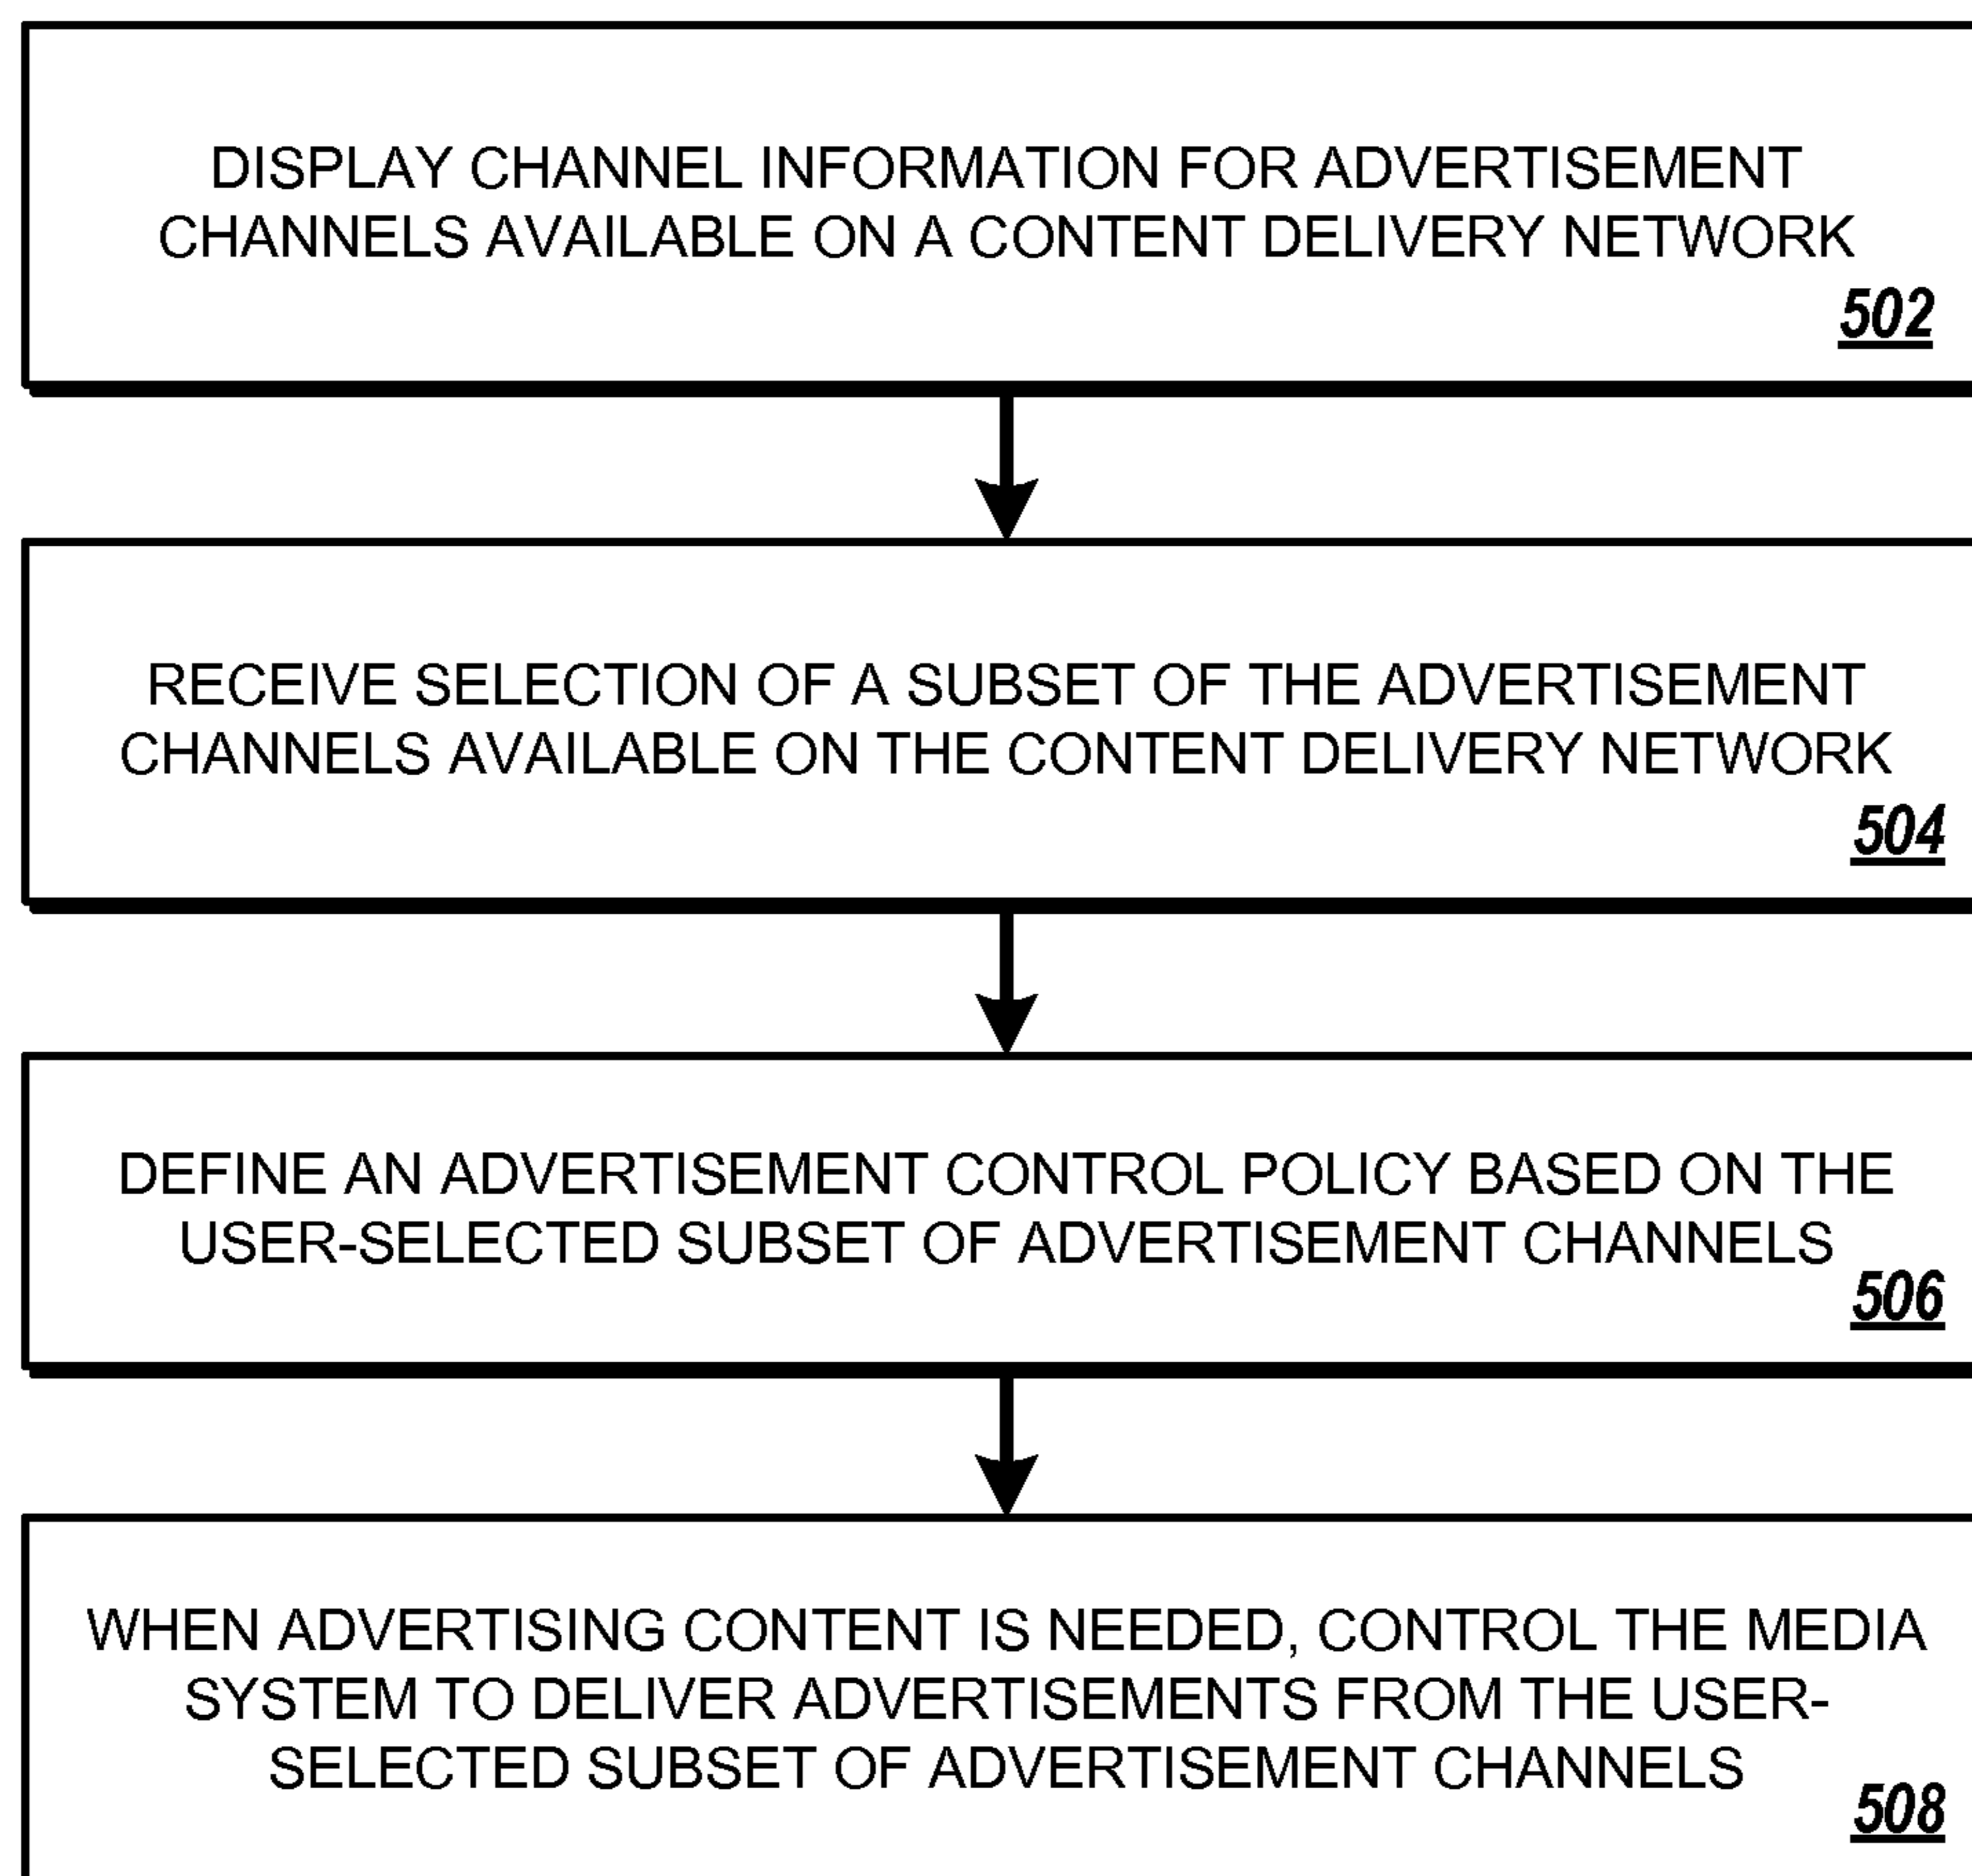 DISPLAY CHANNEL INFORMATION FOR ADVERTISEMENT
CHANNELS AVAILABLE ON A CONTENT DELIVERY NETWORK
502
RECEIVE SELECTION OF A SUBSET OF THE ADVERTISEMENT
CHANNELS AVAILABLE ON THE CONTENT DELIVERY NETWORK
504
DEFINE AN ADVERTISEMENT CONTROL POLICY BASED ON THE
USER-SELECTED SUBSET OF ADVERTISEMENT CHANNELS
506
WHEN ADVERTISING CONTENT IS NEEDED, CONTROL THE MEDIA
SYSTEM TO DELIVER ADVERTISEMENTS FROM THE USER-
SELECTED SUBSET OF ADVERTISEMENT CHANNELS
508